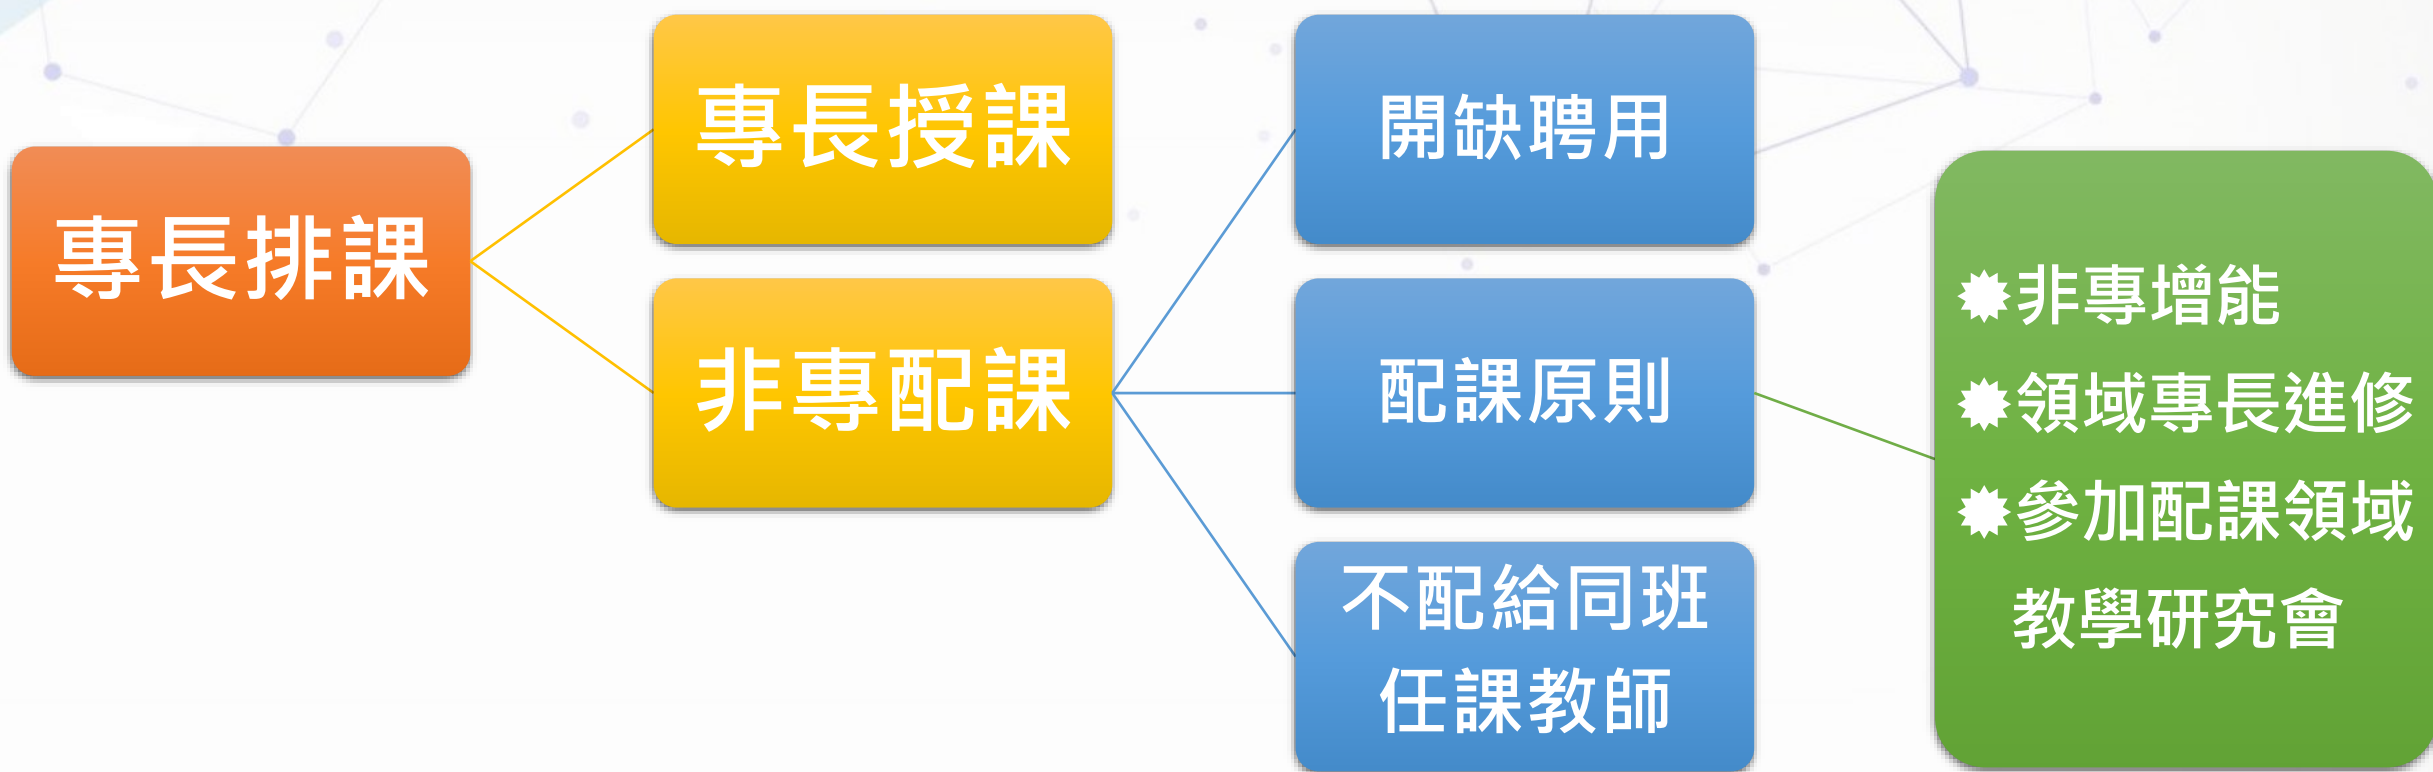 專長排課
專長授課
非專配課
開缺聘用
配課原則
不配給同班
任課教師
非專增能
領域專長進修
參加配課領域
教學研究會